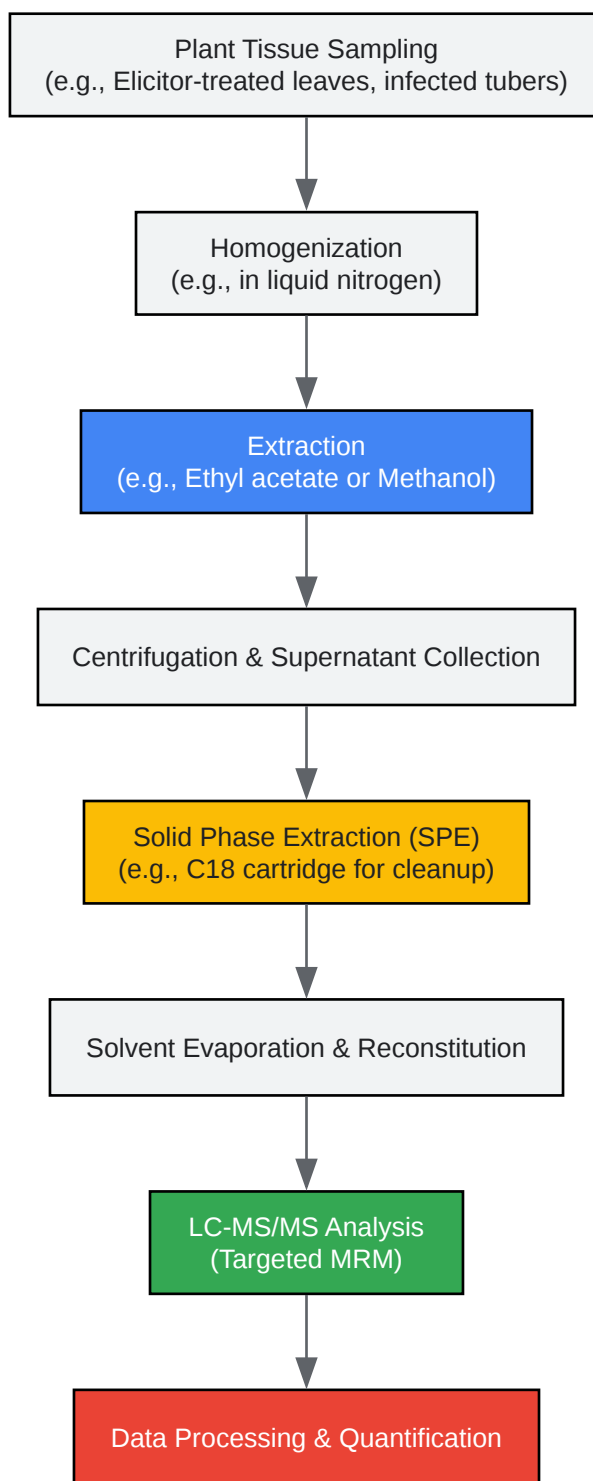 Plant Tissue Sampling
(e.g., Elicitor-treated leaves, infected tubers)
Homogenization
(e.g., in liquid nitrogen)
Extraction
(e.g., Ethyl acetate or Methanol)
Centrifugation & Supernatant Collection
Solid Phase Extraction (SPE)
(e.g., C18 cartridge for cleanup)
Solvent Evaporation & Reconstitution
LC-MS/MS Analysis
(Targeted MRM)
Data Processing & Quantification